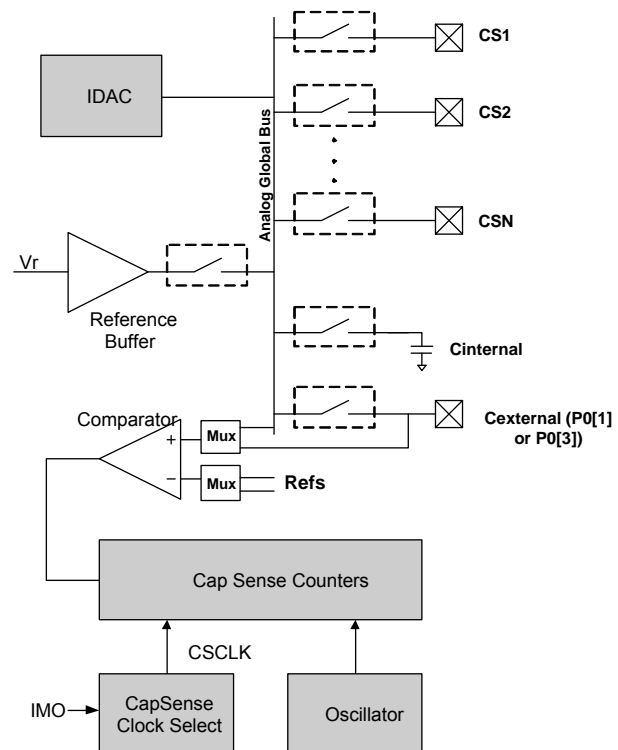 CS1
IDAC
CS2
Analog Global Bus
CSN
Vr
Reference
Buffer
Cinternal
Comparator
+
Mux
Cexternal (P0[1]
or P0[3])
−
Mux
Refs
Cap Sense Counters
CSCLK
IMO
CapSense
Clock Select
Oscillator